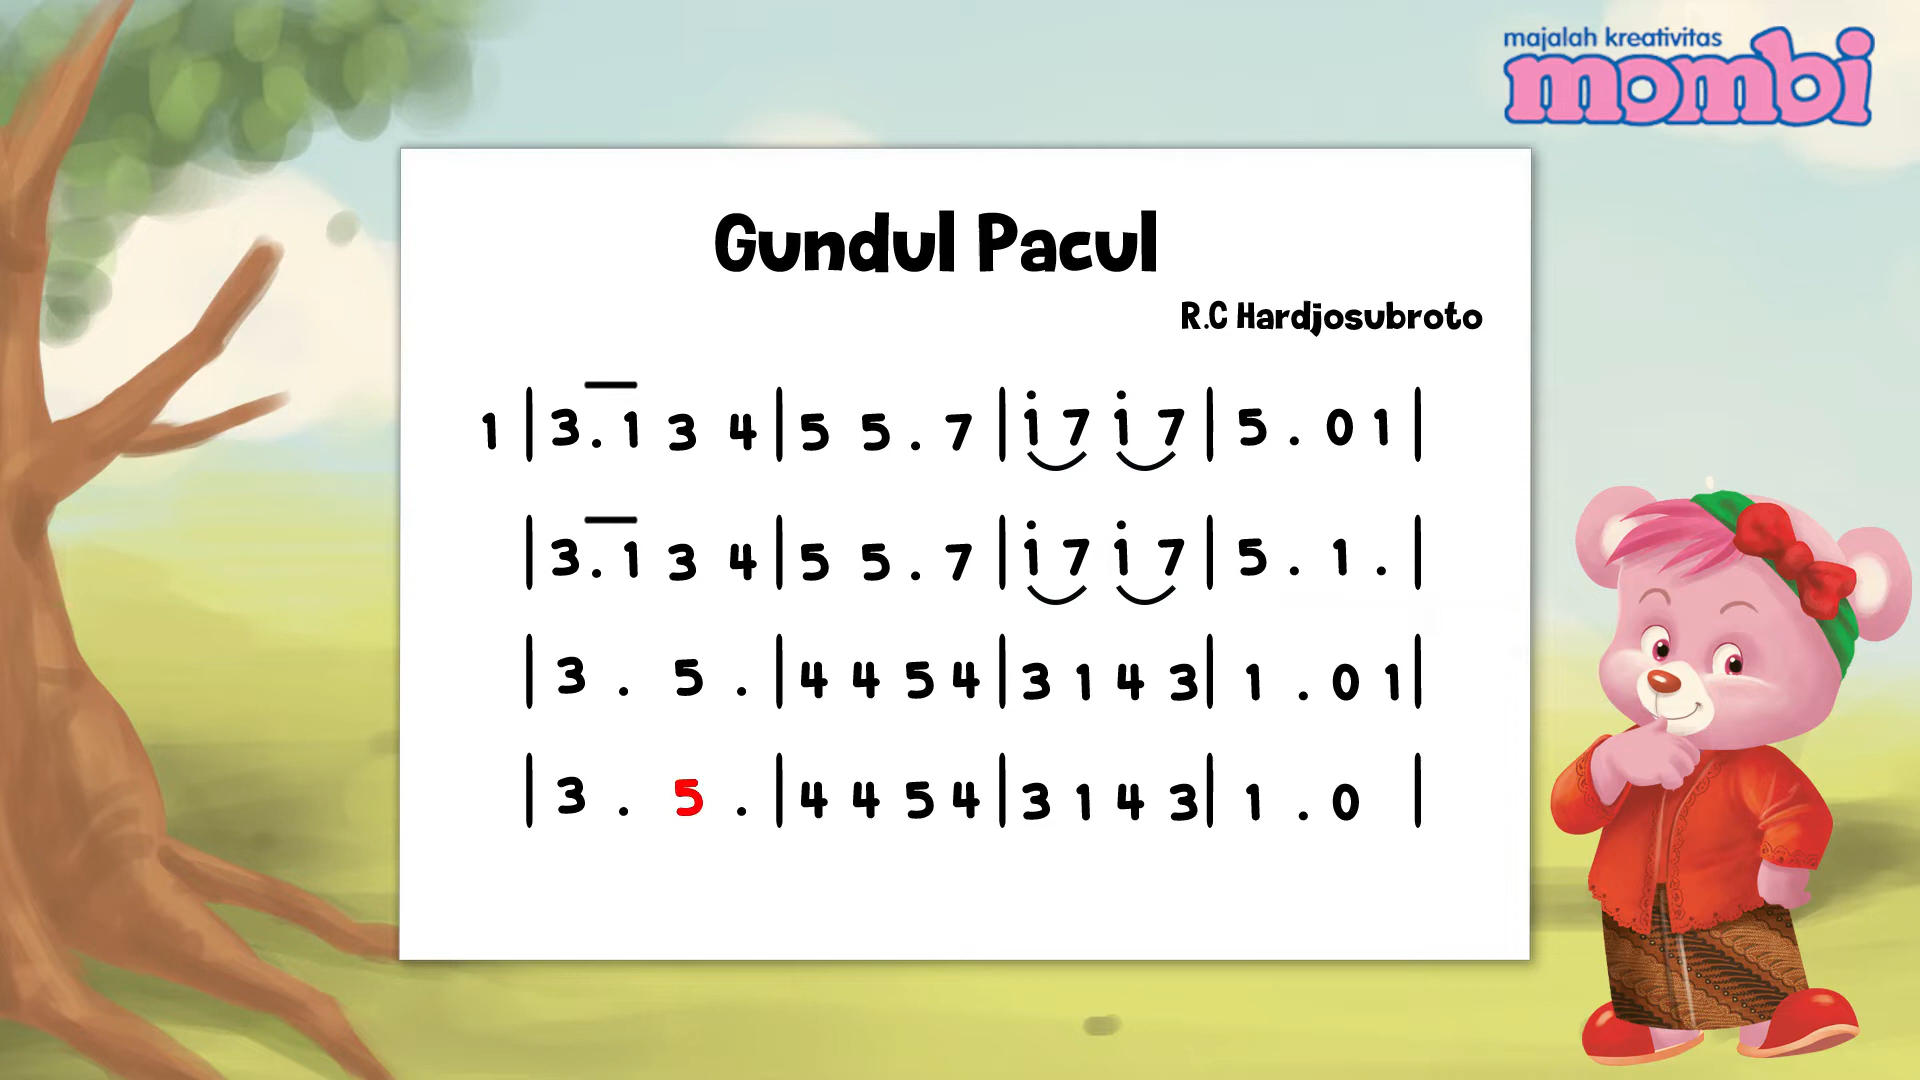 majalah kreativitas
mombi
Gundul Pacul
R.C Hardjosubroto
1 | 3 . 1 3 4 | 5 5 . 7 | i 7 i 7 | 5 . 0 1 |
| 3 . 1 3 4 | 5 5 . 7 | i 7 i 7 | 5 . 1 . |
| 3 . 5 . | 4 4 5 4 | 3 1 4 3 | 1 . 0 1 |
| 3 . 5 . | 4 4 5 4 | 3 1 4 3 | 1 . 0 |